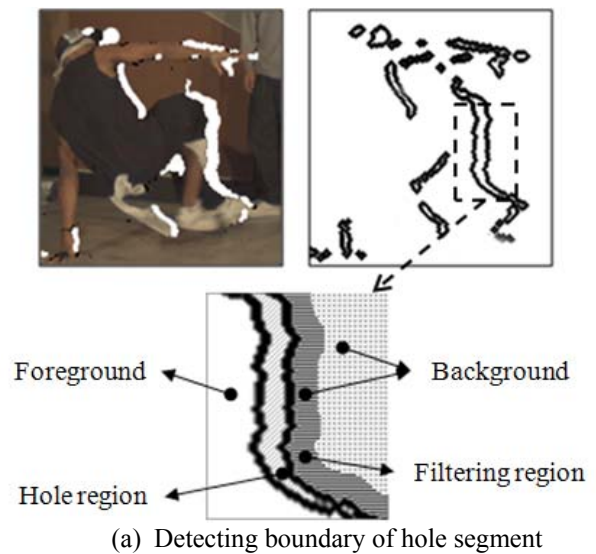 Foreground
Background
Filtering region
Hole region
(a) Detecting boundary of hole segment